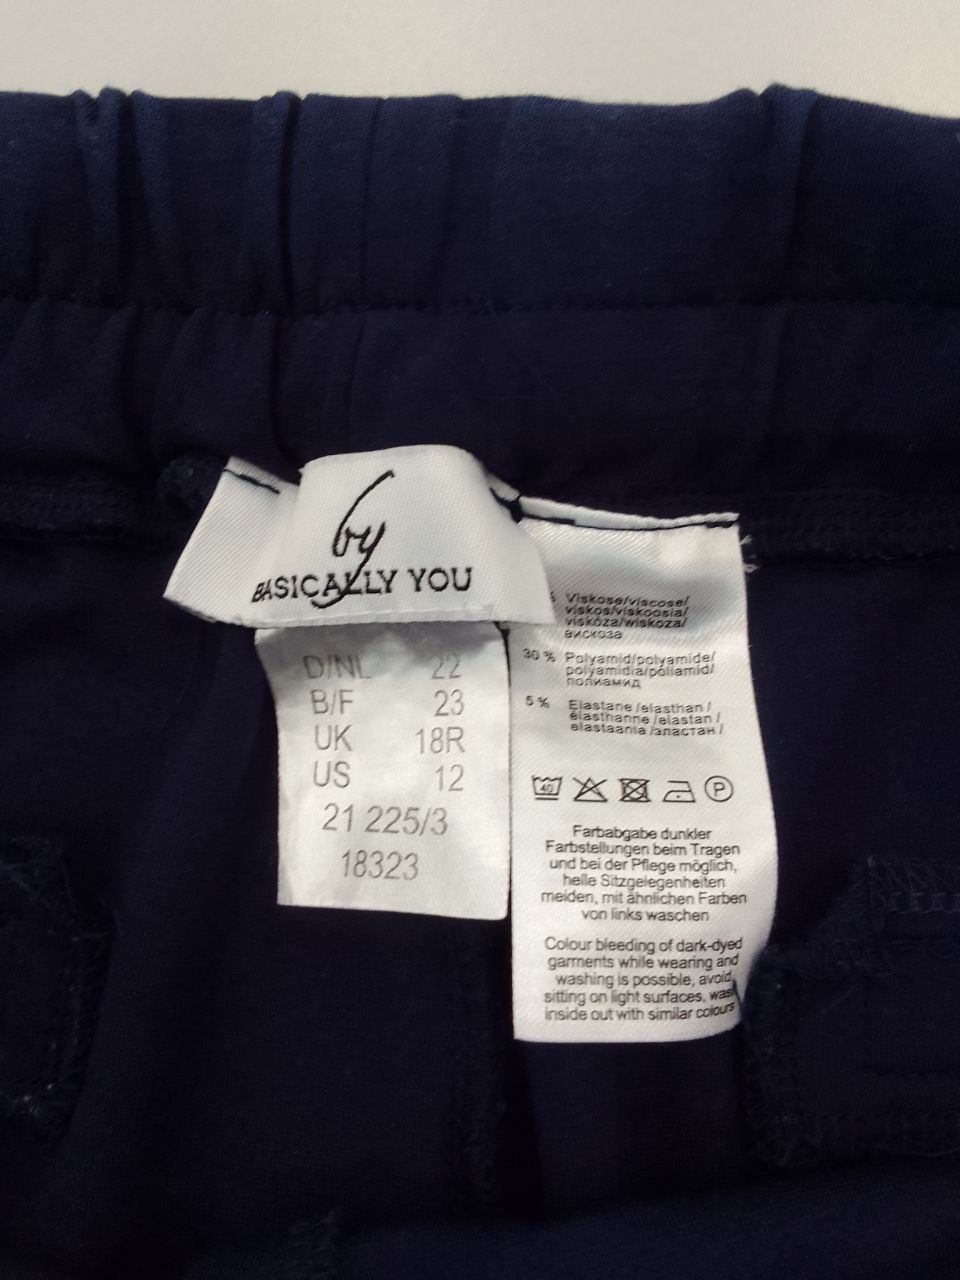 by
BASICALLY YOU
D/NL 22
B/F 23
UK 18R
US 12
21 225/3
18323
% Viskose/viscose/
viskos/viskoosia/
viskóza/wiskoza/
вискоза
30 % Polyamid/polyamide/
polyamidia/poliamid/
полиамид
5 % Elastane /elasthan /
élasthanne /elastan /
elastaania /эластан /
40 P
Farbabgabe dunkler
Farbstellungen beim Tragen
und bei der Pflege möglich,
helle Sitzgelegenheiten
meiden, mit ähnlichen Farben
von links waschen
Colour bleeding of dark-dyed
garments while wearing and
washing is possible, avoid
sitting on light surfaces, wash
inside out with similar colours